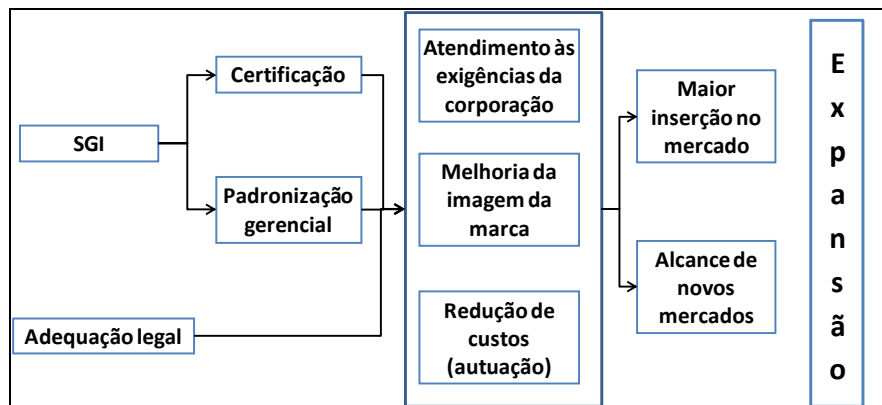 SGI
Certificação
Padronização
gerencial
Adequação legal
Atendimento às
exigências da
corporação
Melhoria da
imagem da
marca
Redução de
custos
(autuação)
Maior
inserção no
mercado
Alcance de
novos
mercados
E
x
p
a
n
s
ã
o